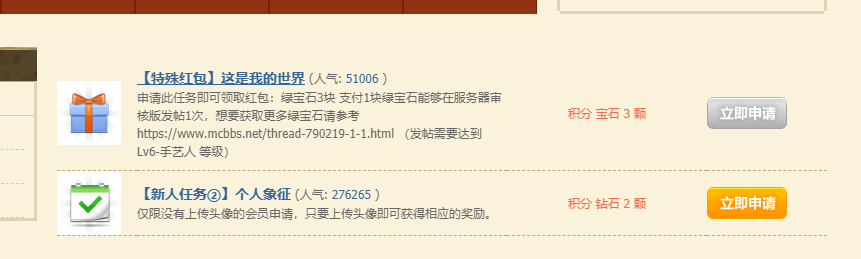 【特殊红包】这是我的世界 (人气: 51006 )
申请此任务即可领取红包：绿宝石3块 支付1块绿宝石能够在服务器审
核版发帖1次，想要获取更多绿宝石请参考
https://www.mcbbs.net/thread-790219-1-1.html （发帖需要达到
Lv6-手艺人 等级）
积分 宝石 3 颗
立即申请
【新人任务②】个人象征 (人气: 276265 )
仅限没有上传头像的会员申请，只要上传头像即可获得相应的奖励。
积分 钻石 2 颗
立即申请